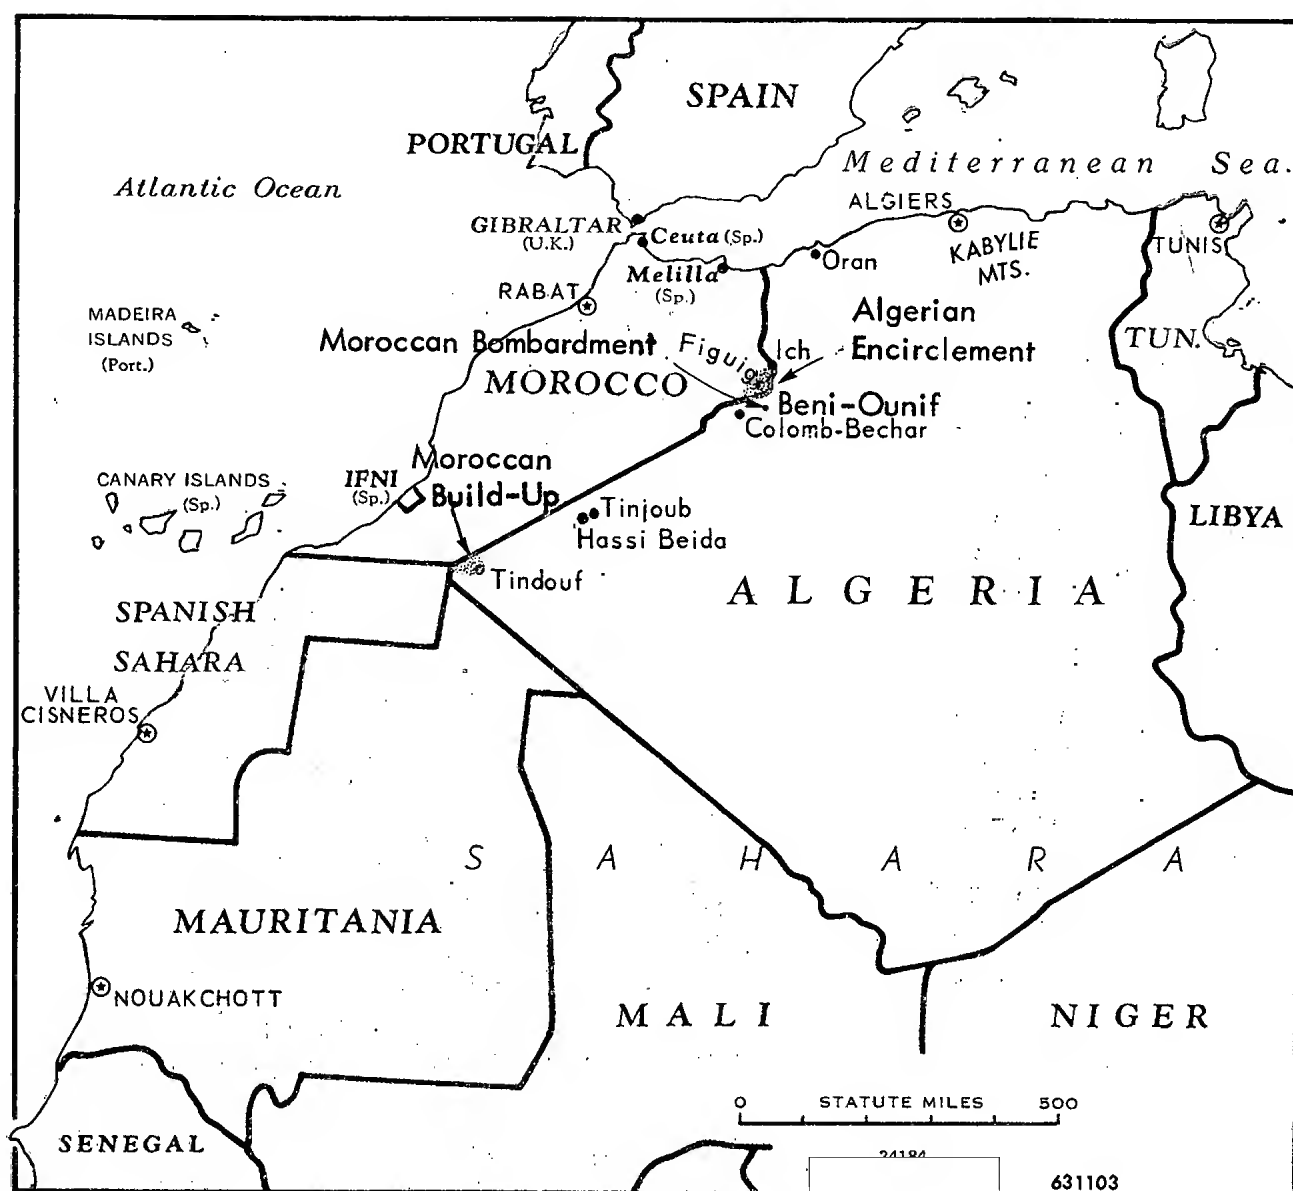 SPAIN
PORTUGAL
Mediterranean Sea.
Atlantic Ocean
ALGIERS
GIBRALTAR
(U.K.)
Ceuta (Sp.)
KABYLIE
MTS.
TUNIS
Oran
Melilla
(Sp.)
RABAT
MADEIRA
ISLANDS
(Port.)
Algerian
Encirclement
Moroccan Bombardment
Figuig
Ich
TUN.
MOROCCO
Beni-Ounif
Colomb-Bechar
Moroccan
Build-Up
CANARY ISLANDS
(Sp.)
IFNI
(Sp.)
Tinjoub
Hassi Beida
LIBYA
Tindouf
ALGERIA
SPANISH
SAHARA
VILLA
CISNEROS
SAHARA
MAURITANIA
NOUAKCHOTT
MALI
NIGER
0 STATUTE MILES 500
SENEGAL
24184
631103